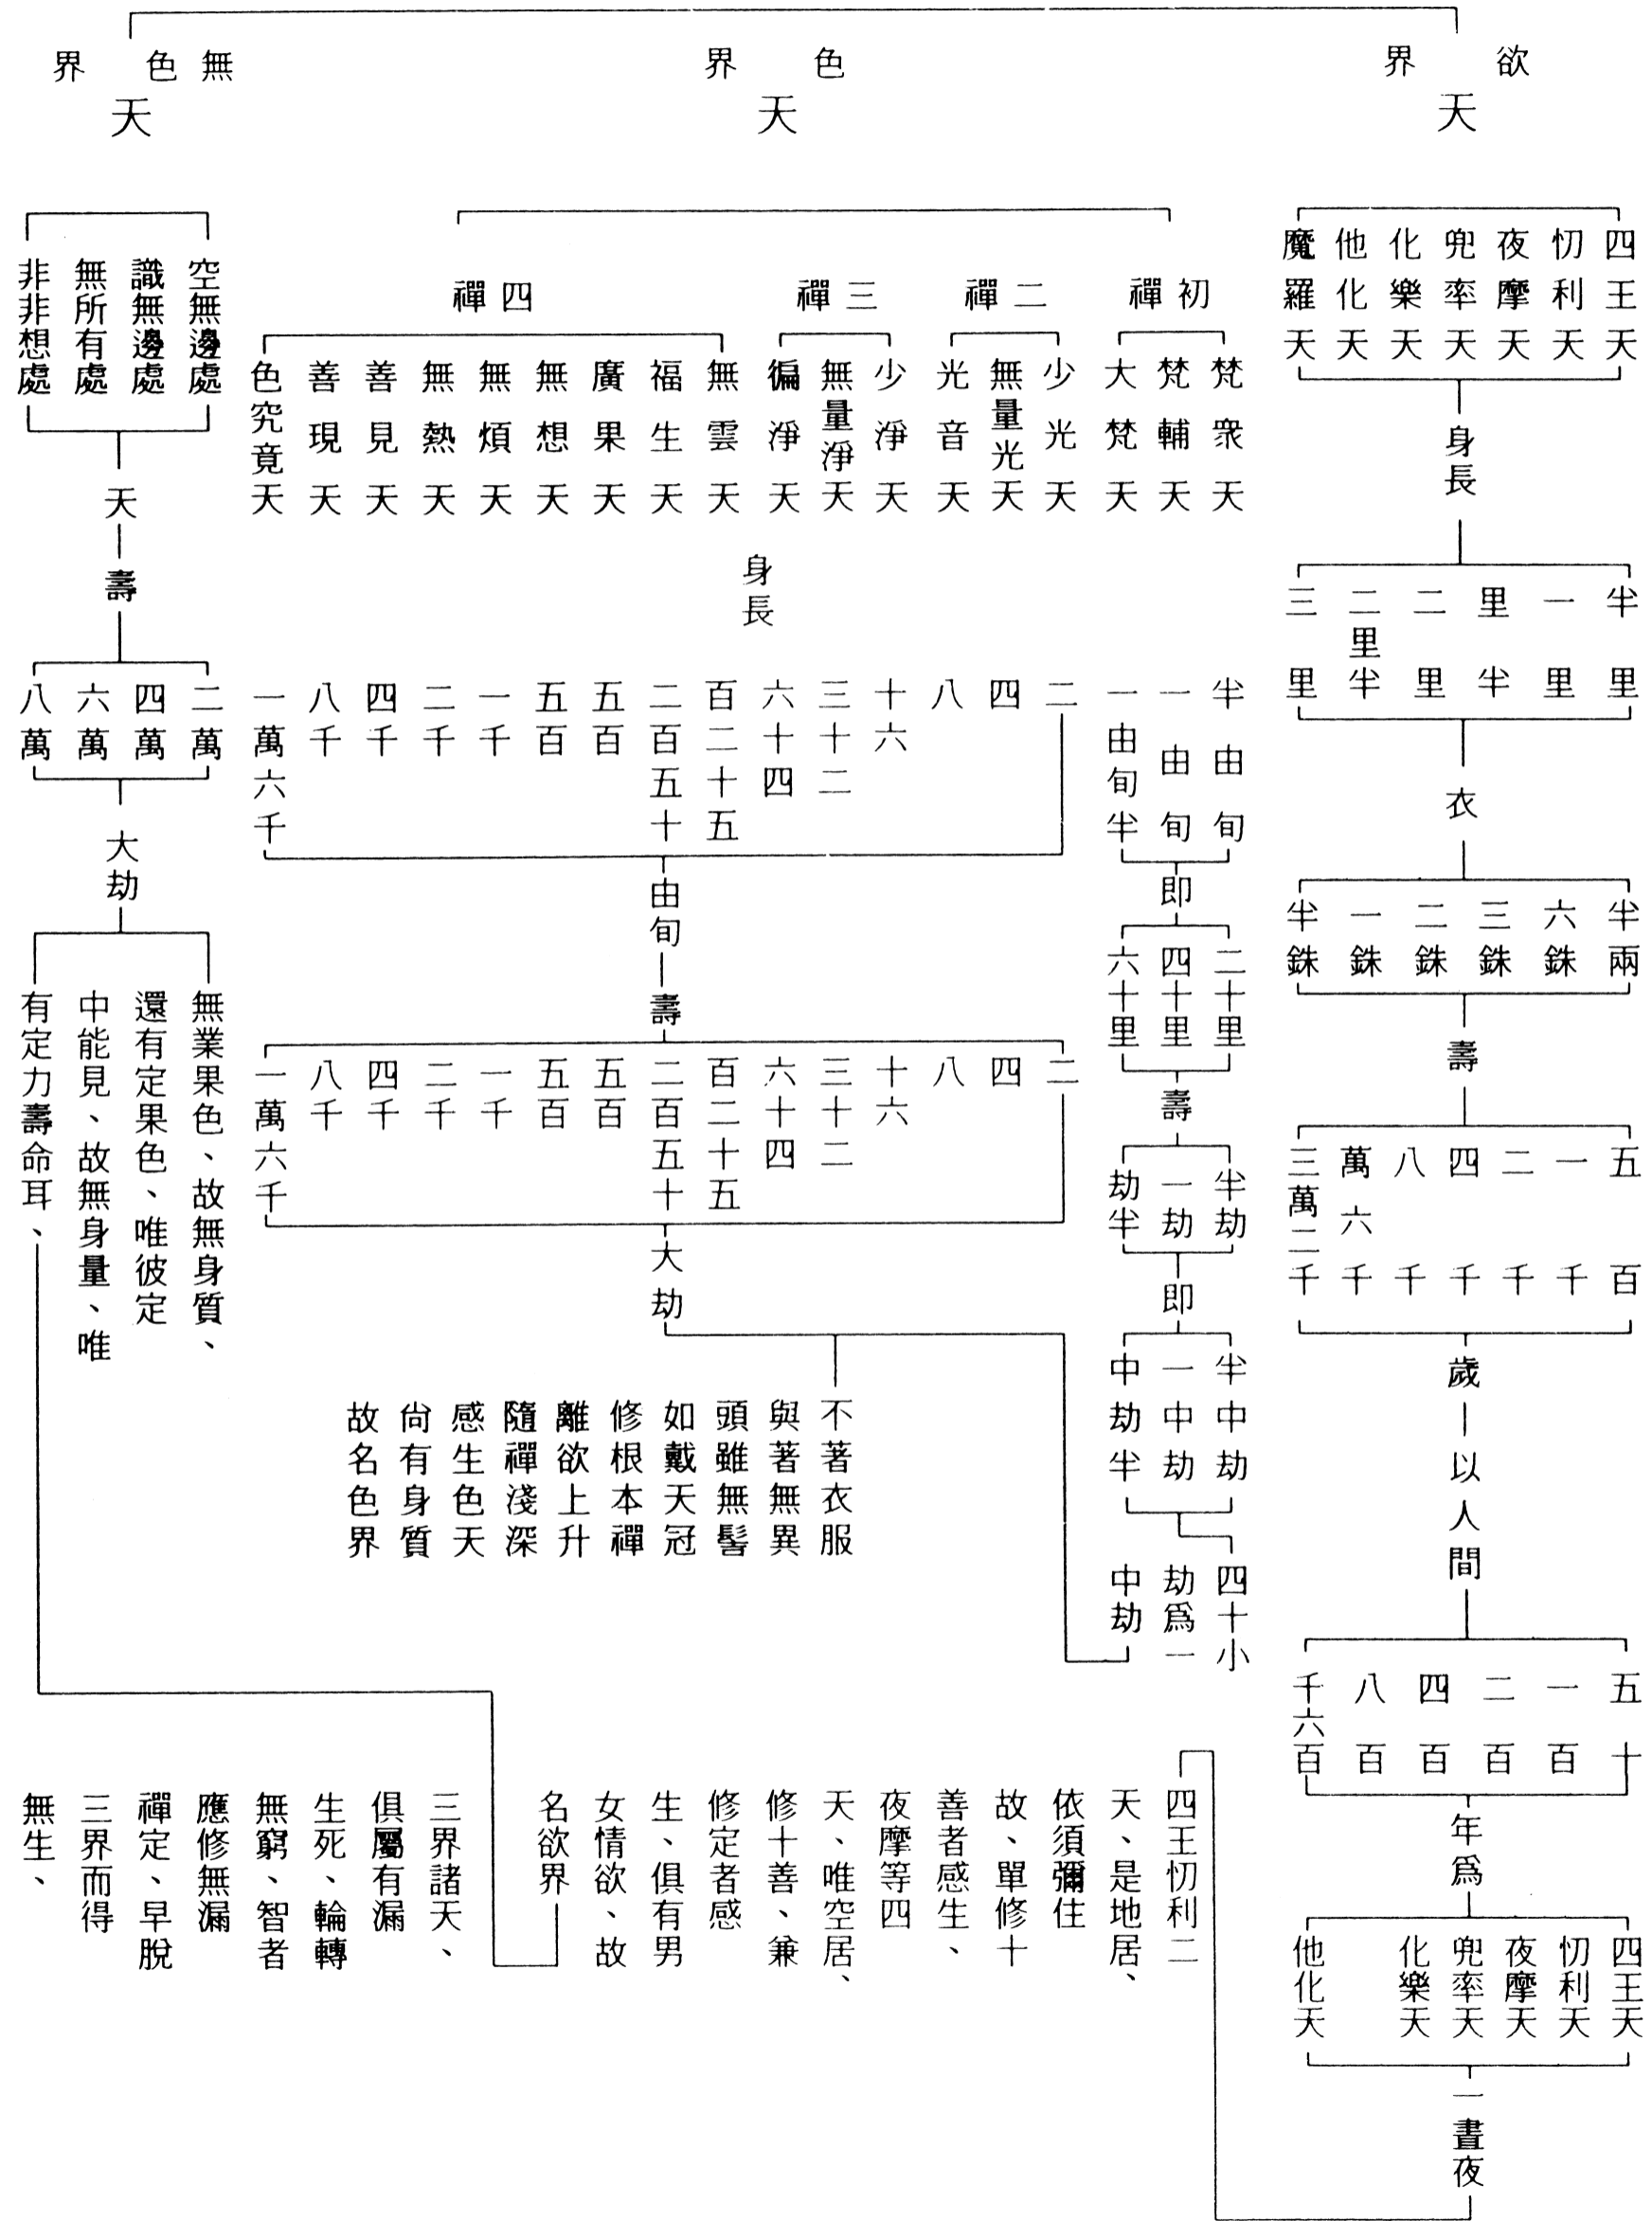 欲界天
四王天
忉利天
夜摩天
兜率天
化樂天
他化天
魔羅天
身長
半里
一里
里半
二里
二里半
三里
衣
半兩
六銖
三銖
二銖
一銖
半銖
壽
五百
一千
二千
四千
八千
萬六千
三萬二千
歲
以人間
五十
一百
二百
四百
八百
千六百
年爲
四王天
忉利天
夜摩天
兜率天
化樂天
他化天
一晝夜
四王忉利二
天、是地居、
依須彌住
故、單修十
善者感生、
夜摩等四
天、唯空居、
修十善、兼
修定者感
生、俱有男
女情欲、故
名欲界
色界天
初禪
梵衆天
梵輔天
大梵天
二禪
少光天
無量光天
光音天
三禪
少淨天
無量淨天
徧淨天
四禪
無雲天
福生天
廣果天
無想天
無煩天
無熱天
善見天
善現天
色究竟天
身長
半由旬
一由旬
一由旬半
即
二十里
四十里
六十里
壽
半劫
一劫
劫半
即
半中劫
一中劫
中劫半
四十小
劫爲一
中劫
二
四
八
十六
三十二
六十四
百二十五
二百五十
五百
五百
一千
二千
四千
八千
一萬六千
由旬
壽
二
四
八
十六
三十二
六十四
百二十五
二百五十
五百
五百
一千
二千
四千
八千
一萬六千
大劫
不著衣服
與著無異
頭雖無髻
如戴天冠
修根本禪
離欲上升
隨禪淺深
感生色天
尙有身質
故名色界
無色界天
空無邊處
識無邊處
無所有處
非非想處
天
壽
二萬
四萬
六萬
八萬
大劫
無業果色、故無身質、
還有定果色、唯彼定
中能見、故無身量、唯
有定力壽命耳、
三界諸天、
俱屬有漏
生死、輪轉
無窮、智者
應修無漏
禪定、早脫
三界而得
無生、